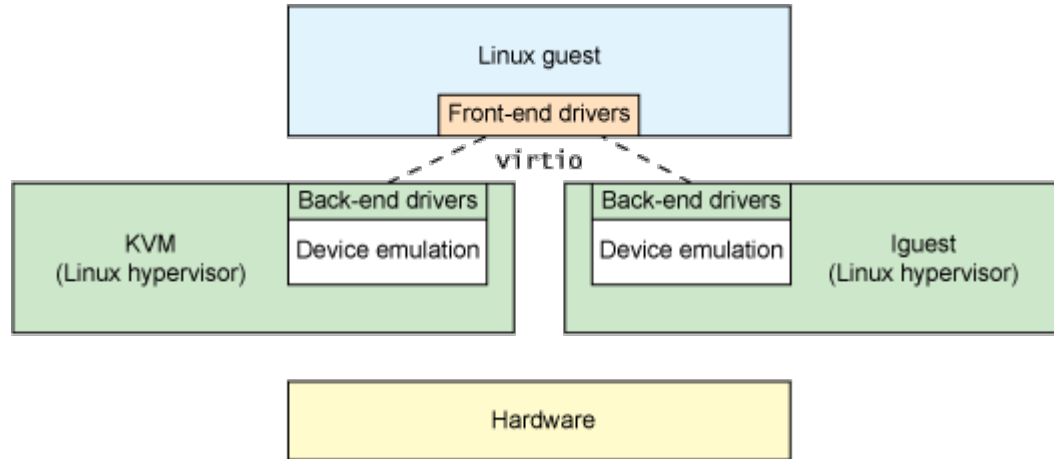 Linux guest
Front-end drivers
virtio
Back-end drivers
Device emulation
KVM
(Linux hypervisor)
Back-end drivers
Device emulation
lguest
(Linux hypervisor)
Hardware